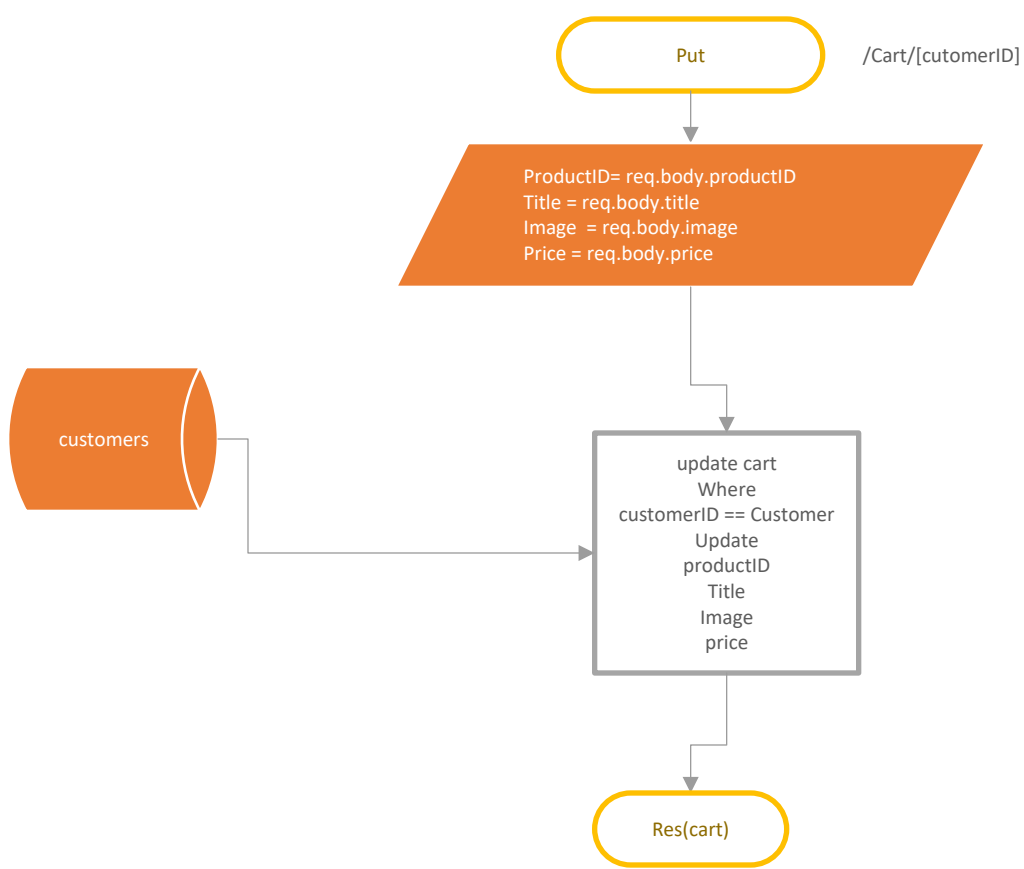 Put
/Cart/[cutomerID]
ProductID= req.body.productID
Title = req.body.title
Image  = req.body.image
Price = req.body.price
customers
update cart
Where
customerID == Customer
Update
productID
Title
Image
price
Res(cart)